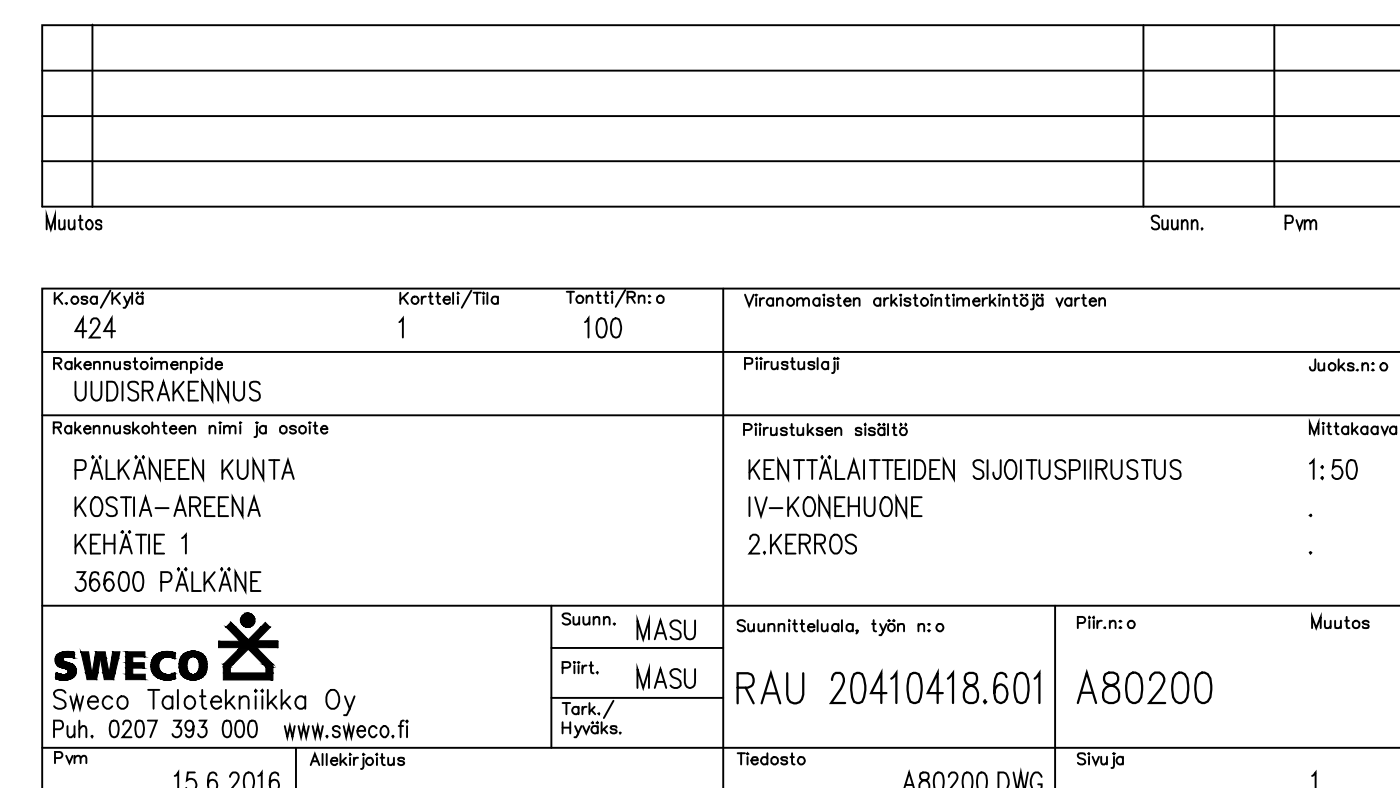 Muutos Suunn. Pvm
K.osa/Kylä Kortteli/Tila Tontti/Rn:o Viranomaisten arkistointimerkintöjä varten
424 1 100
Rakennustoimenpide Piirustuslaji Juoks.n:o
UUDISRAKENNUS
Rakennuskohteen nimi ja osoite Piirustuksen sisältö Mittakaava
PÄLKÄNEEN KUNTA KENTTÄLAITTEIDEN SIJOITUSPIIRUSTUS 1:50
KOSTIA-AREENA IV-KONEHUONE .
KEHÄTIE 1 2.KERROS .
36600 PÄLKÄNE
Suunn. MASU Suunnitteluala, työn n:o Piir.n:o Muutos
SWECO Piirt. MASU RAU 20410418.601 A80200
Sweco Talotekniikka Oy Tark./
Puh. 0207 393 000 www.sweco.fi Hyväks.
Pvm Allekirjoitus Tiedosto Sivuja
15.6.2016 A80200.DWG 1